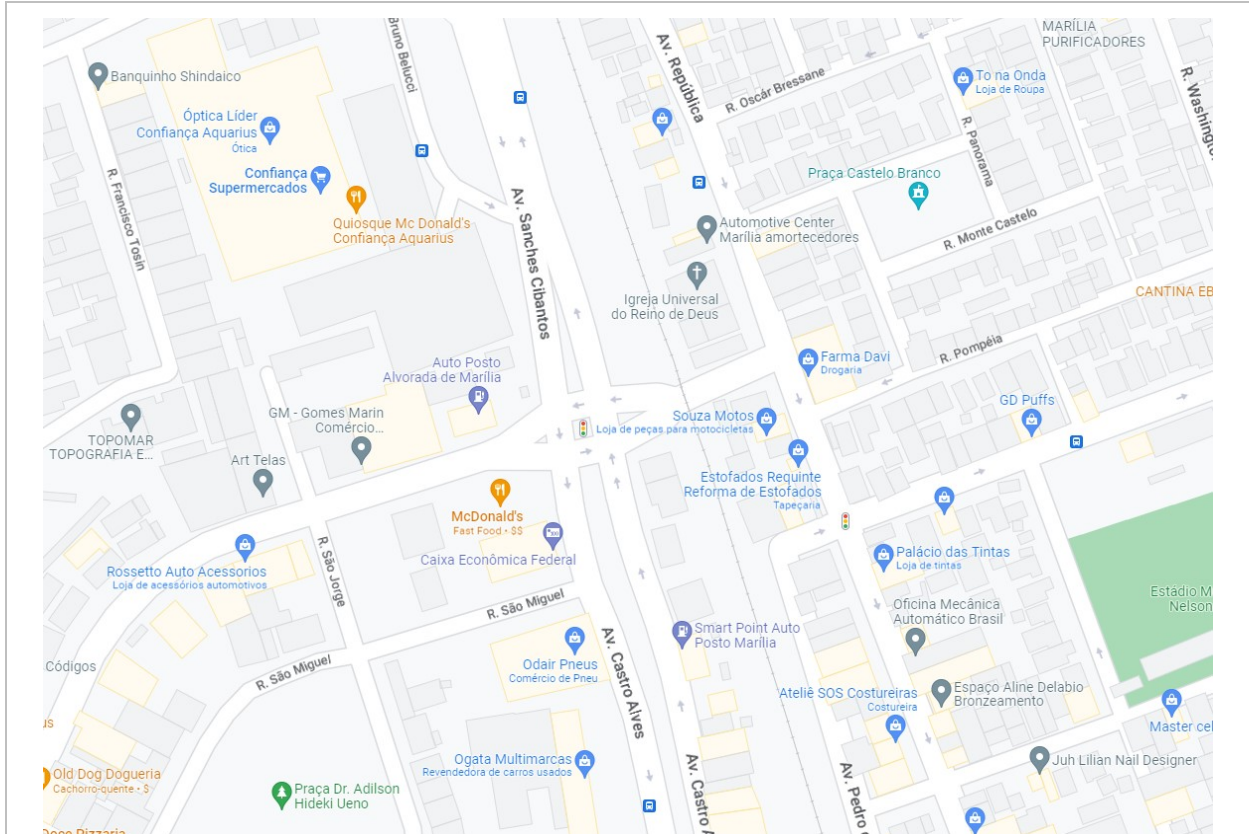 MARÍLIA
PURIFICADORES
Bruno Belucci
Av. República
Banquinho Shindaico
To na Onda
Loja de Roupa
R. Oscár Bressane
R. Washington
Óptica Líder
Confiança Aquarius
Ótica
R. Panorama
Confiança
Supermercados
Praça Castelo Branco
R. Francisco Tosin
Av. Sanches Cibantos
Quiosque Mc Donald's
Confiança Aquarius
Automotive Center
Marília amortecedores
R. Monte Castelo
Igreja Universal
do Reino de Deus
CANTINA EB
R. Pompéia
Auto Posto
Alvorada de Marília
Farma Davi
Drogaria
GM - Gomes Marin
Comércio...
Souza Motos
Loja de peças para motocicletas
GD Puffs
TOPOMAR
TOPOGRAFIA E...
Art Telas
Estofados Requinte
Reforma de Estofados
Tapeçaria
McDonald's
Fast Food • $$
Caixa Econômica Federal
Palácio das Tintas
Loja de tintas
Rossetto Auto Acessorios
Loja de acessórios automotivos
R. São Jorge
R. São Miguel
Oficina Mecânica
Automático Brasil
Estádio M
Nelson
Smart Point Auto
Posto Marília
Códigos
R. São Miguel
Odair Pneus
Comércio de Pneu
Av. Castro Alves
Ateliê SOS Costureiras
Costureira
Espaço Aline Delabio
Bronzeamento
Master cel
us
Ogata Multimarcas
Revendedora de carros usados
Juh Lilian Nail Designer
Old Dog Dogueria
Cachorro-quente • $
Praça Dr. Adilson
Hideki Ueno
Av. Castro A
Av. Pedro
Doce Pizzaria